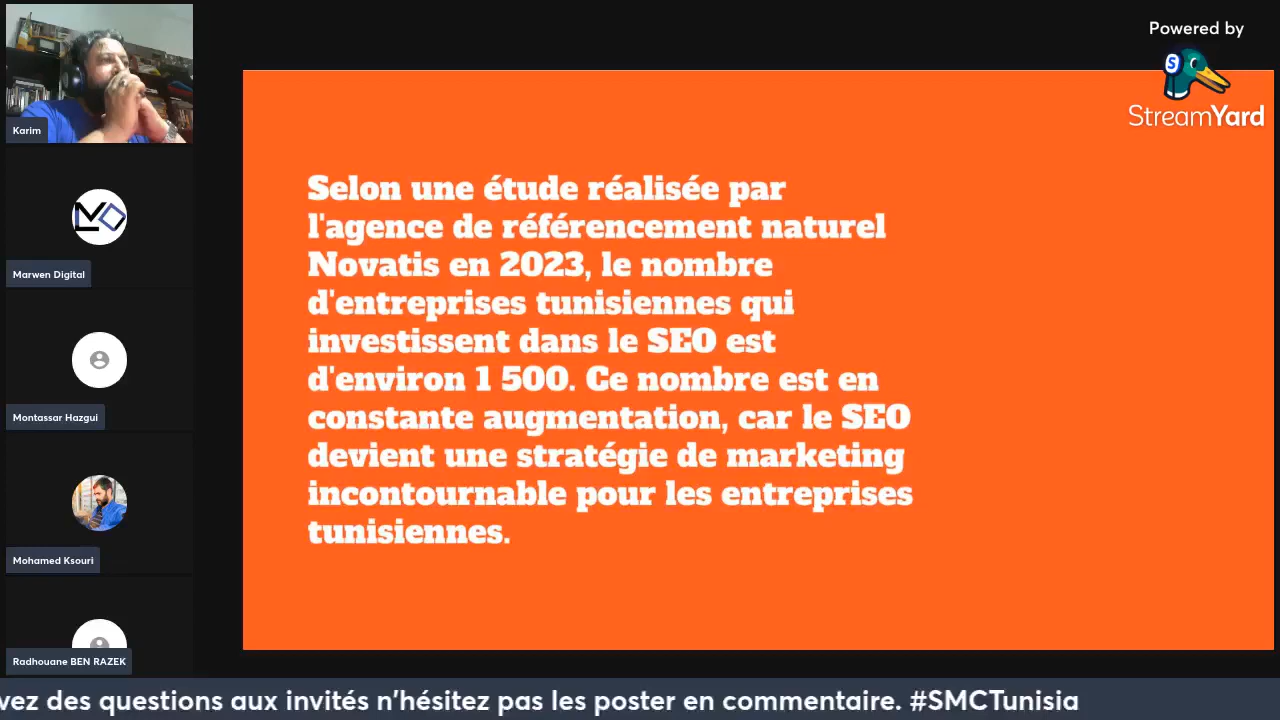 Karim
Marwen Digital
Montassar Hazgui
Mohamed Ksouri
Radhouane BEN RAZEK
Powered by
S
StreamYard
Selon une étude réalisée par
l'agence de référencement naturel
Novatis en 2023, le nombre
d'entreprises tunisiennes qui
investissent dans le SEO est
d'environ 1 500. Ce nombre est en
constante augmentation, car le SEO
devient une stratégie de marketing
incontournable pour les entreprises
tunisiennes.
vez des questions aux invités n'hésitez pas les poster en commentaire. #SMCTunisia